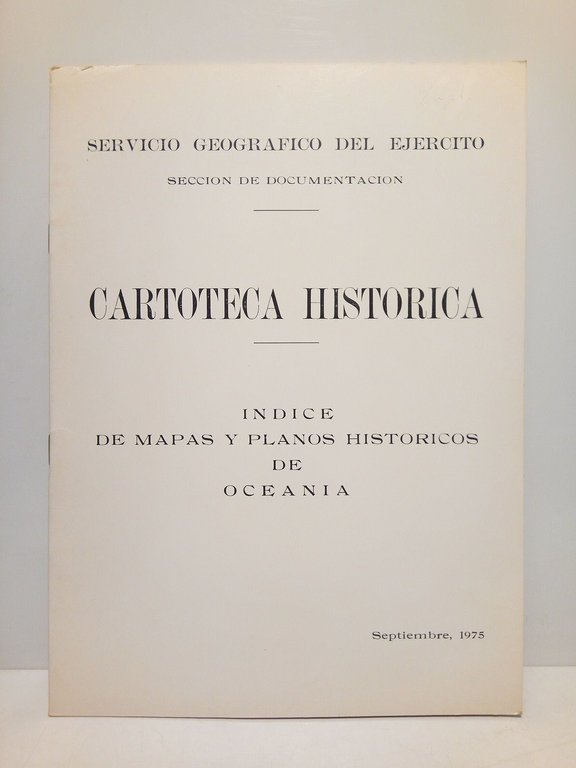 SERVICIO GEOGRAFICO DEL EJERCITO
SECCION DE DOCUMENTACION
CARTOTECA HISTORICA
INDICE
DE MAPAS Y PLANOS HISTORICOS
DE
OCEANIA
Septiembre, 1975